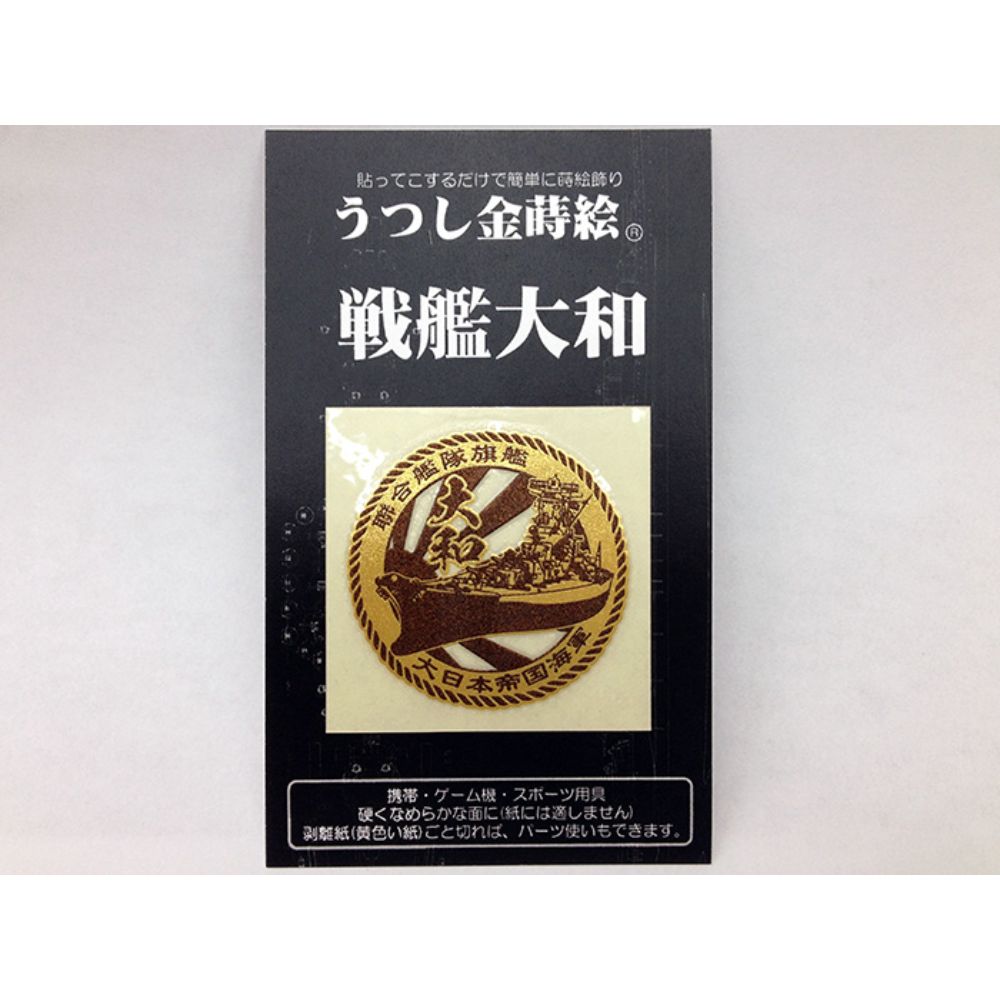 貼ってこするだけで簡単に蒔絵飾り
うつし金蒔絵®
戦艦大和
聯合艦隊旗艦
大和
大日本帝国海軍
携帯・ゲーム機・スポーツ用具
硬くなめらかな面に(紙には適しません)
剥離紙(黄色い紙)ごと切れば、パーツ使いもできます。